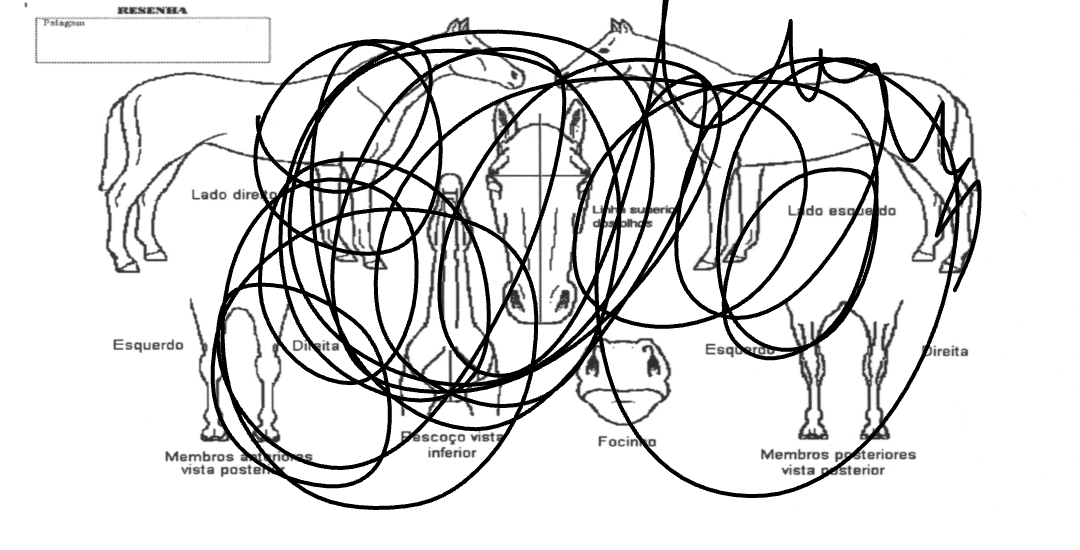 RESENHA
Pelagem
Lado direito
Linha superior
dos olhos
Lado esquerdo
Esquerdo
Direita
Esquerdo
Direita
Pescoço vista
inferior
Focinho
Membros anteriores
vista posterior
Membros posteriores
vista posterior